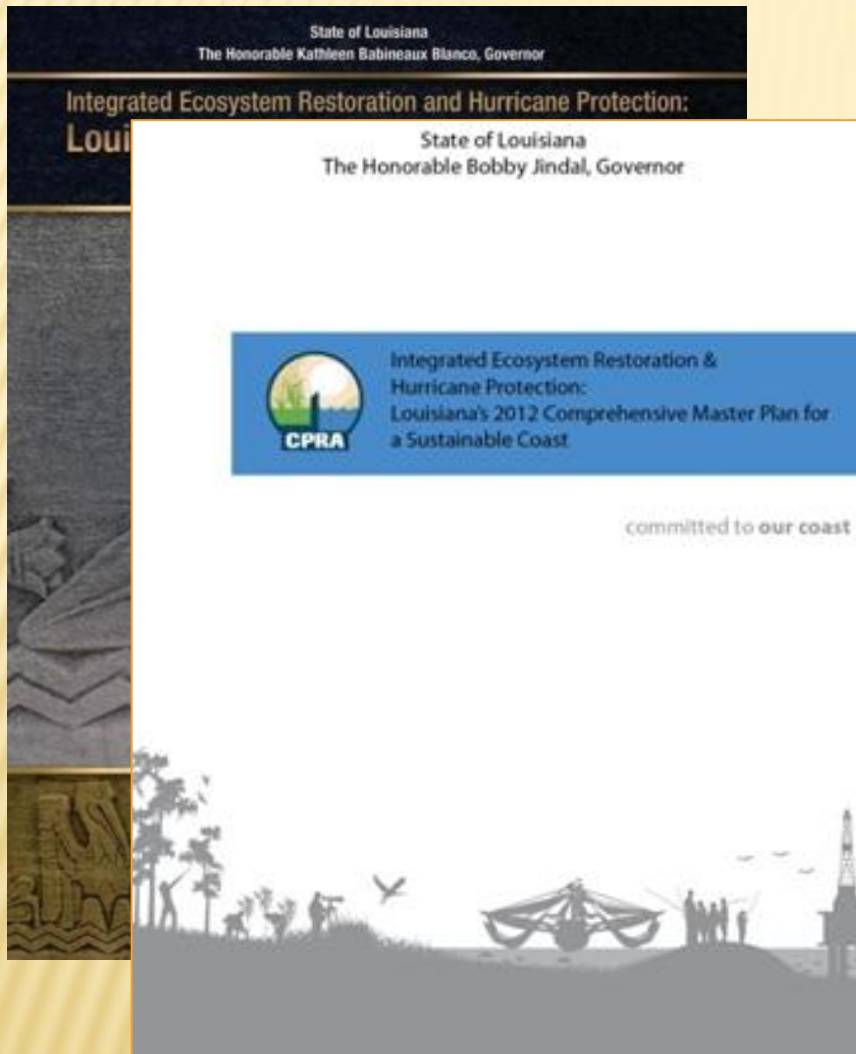 State of Louisiana
The Honorable Kathleen Babineaux Blanco, Governor
Integrated Ecosystem Restoration and Hurricane Protection:
Loui
State of Louisiana
The Honorable Bobby Jindal, Governor
CPRA
Integrated Ecosystem Restoration &
Hurricane Protection:
Louisiana's 2012 Comprehensive Master Plan for
a Sustainable Coast
committed to our coast